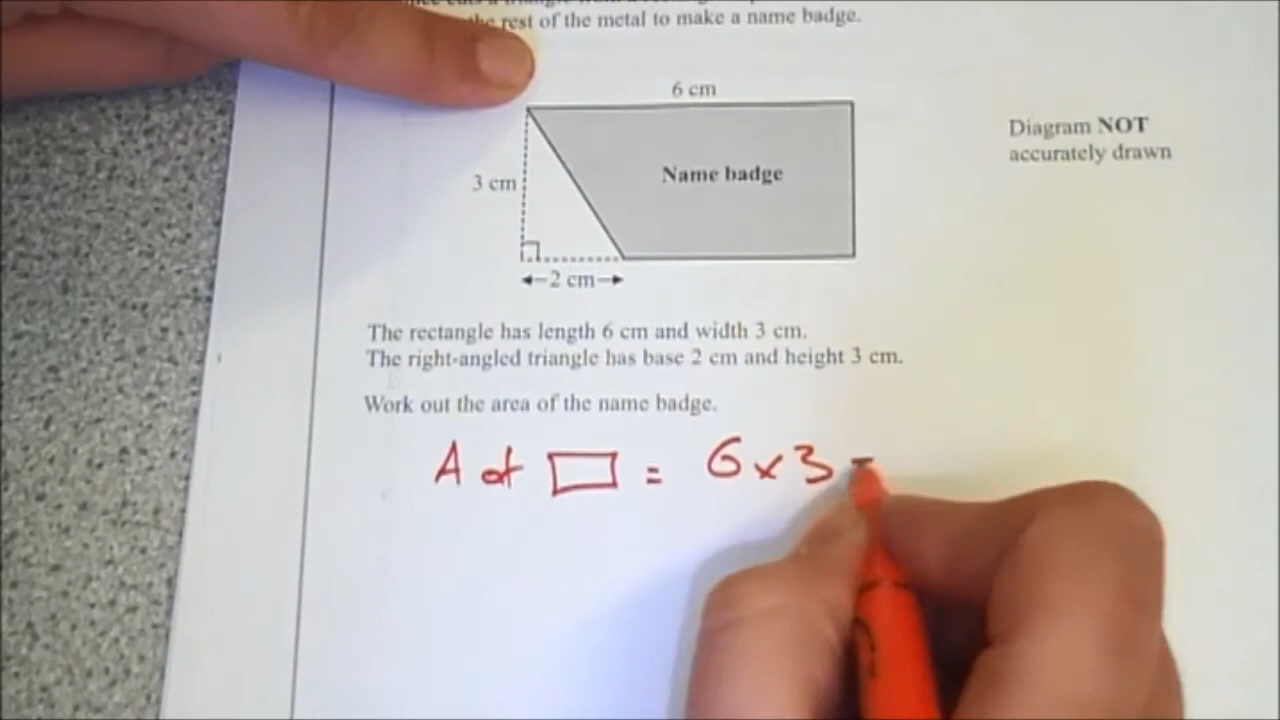 the rest of the metal to make a name badge.
6 cm
Diagram NOT
accurately drawn
3 cm
Name badge
2 cm
The rectangle has length 6 cm and width 3 cm.
The right-angled triangle has base 2 cm and height 3 cm.
Work out the area of the name badge.
A of = 6 x 3 =